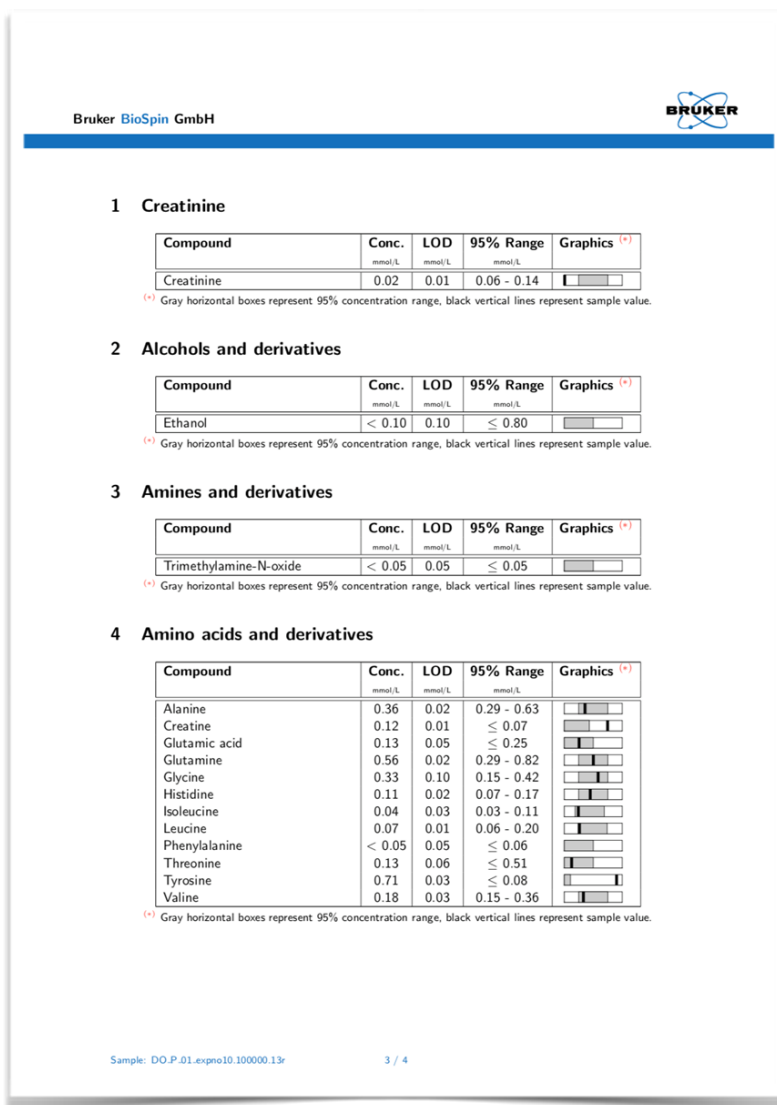 Bruker BioSpin GmbH
BRUKER
1 Creatinine
Compound Conc. LOD 95% Range Graphics (*)
mmol/L mmol/L mmol/L
Creatinine 0.02 0.01 0.06 - 0.14
(*) Gray horizontal boxes represent 95% concentration range, black vertical lines represent sample value.
2 Alcohols and derivatives
Compound Conc. LOD 95% Range Graphics (*)
mmol/L mmol/L mmol/L
Ethanol < 0.10 0.10 ≤ 0.80
(*) Gray horizontal boxes represent 95% concentration range, black vertical lines represent sample value.
3 Amines and derivatives
Compound Conc. LOD 95% Range Graphics (*)
mmol/L mmol/L mmol/L
Trimethylamine-N-oxide < 0.05 0.05 ≤ 0.05
(*) Gray horizontal boxes represent 95% concentration range, black vertical lines represent sample value.
4 Amino acids and derivatives
Compound Conc. LOD 95% Range Graphics (*)
mmol/L mmol/L mmol/L
Alanine 0.36 0.02 0.29 - 0.63
Creatine 0.12 0.01 ≤ 0.07
Glutamic acid 0.13 0.05 ≤ 0.25
Glutamine 0.56 0.02 0.29 - 0.82
Glycine 0.33 0.10 0.15 - 0.42
Histidine 0.11 0.02 0.07 - 0.17
Isoleucine 0.04 0.03 0.03 - 0.11
Leucine 0.07 0.01 0.06 - 0.20
Phenylalanine < 0.05 0.05 ≤ 0.06
Threonine 0.13 0.06 ≤ 0.51
Tyrosine 0.71 0.03 ≤ 0.08
Valine 0.18 0.03 0.15 - 0.36
(*) Gray horizontal boxes represent 95% concentration range, black vertical lines represent sample value.
Sample: DO.P.01.expno10.100000.13r 3 / 4